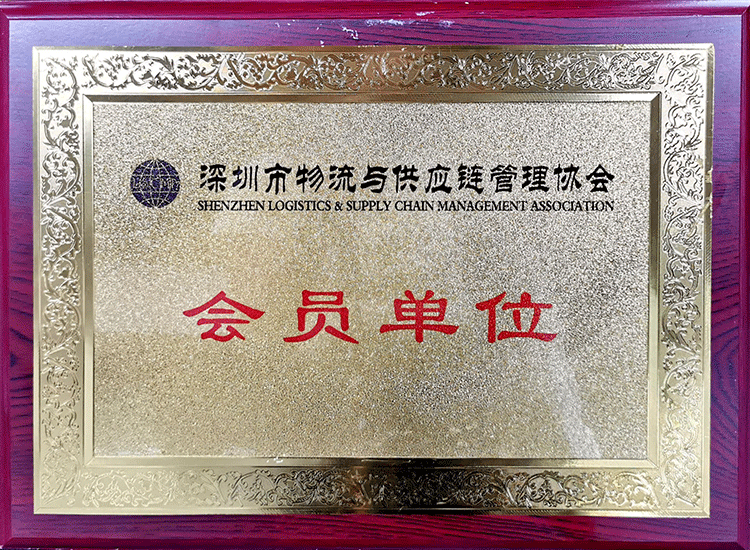 深圳市物流与供应链管理协会
SHENZHEN LOGISTICS & SUPPLY CHAIN MANAGEMENT ASSOCIATION
会员单位